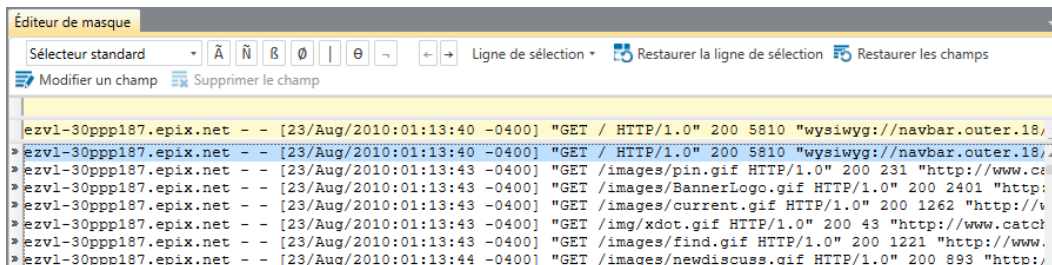 Éditeur de masque
Sélecteur standard Ã Ñ ß Ø | Ɵ ¬ ← → Ligne de sélection Restaurer la ligne de sélection Restaurer les champs
Modifier un champ Supprimer le champ
ezvl-30ppp187.epix.net - - [23/Aug/2010:01:13:40 -0400] "GET / HTTP/1.0" 200 5810 "wysiwyg://navbar.outer.18/
» ezvl-30ppp187.epix.net - - [23/Aug/2010:01:13:40 -0400] "GET / HTTP/1.0" 200 5810 "wysiwyg://navbar.outer.18/
» ezvl-30ppp187.epix.net - - [23/Aug/2010:01:13:43 -0400] "GET /images/pin.gif HTTP/1.0" 200 231 "http://www.ca
» ezvl-30ppp187.epix.net - - [23/Aug/2010:01:13:43 -0400] "GET /images/BannerLogo.gif HTTP/1.0" 200 2401 "http:
» ezvl-30ppp187.epix.net - - [23/Aug/2010:01:13:43 -0400] "GET /images/current.gif HTTP/1.0" 200 1262 "http://w
» ezvl-30ppp187.epix.net - - [23/Aug/2010:01:13:43 -0400] "GET /img/xdot.gif HTTP/1.0" 200 43 "http://www.catch
» ezvl-30ppp187.epix.net - - [23/Aug/2010:01:13:43 -0400] "GET /images/find.gif HTTP/1.0" 200 1221 "http://www.
» ezvl-30ppp187.epix.net - - [23/Aug/2010:01:13:44 -0400] "GET /images/newdiscuss.gif HTTP/1.0" 200 893 "http:/